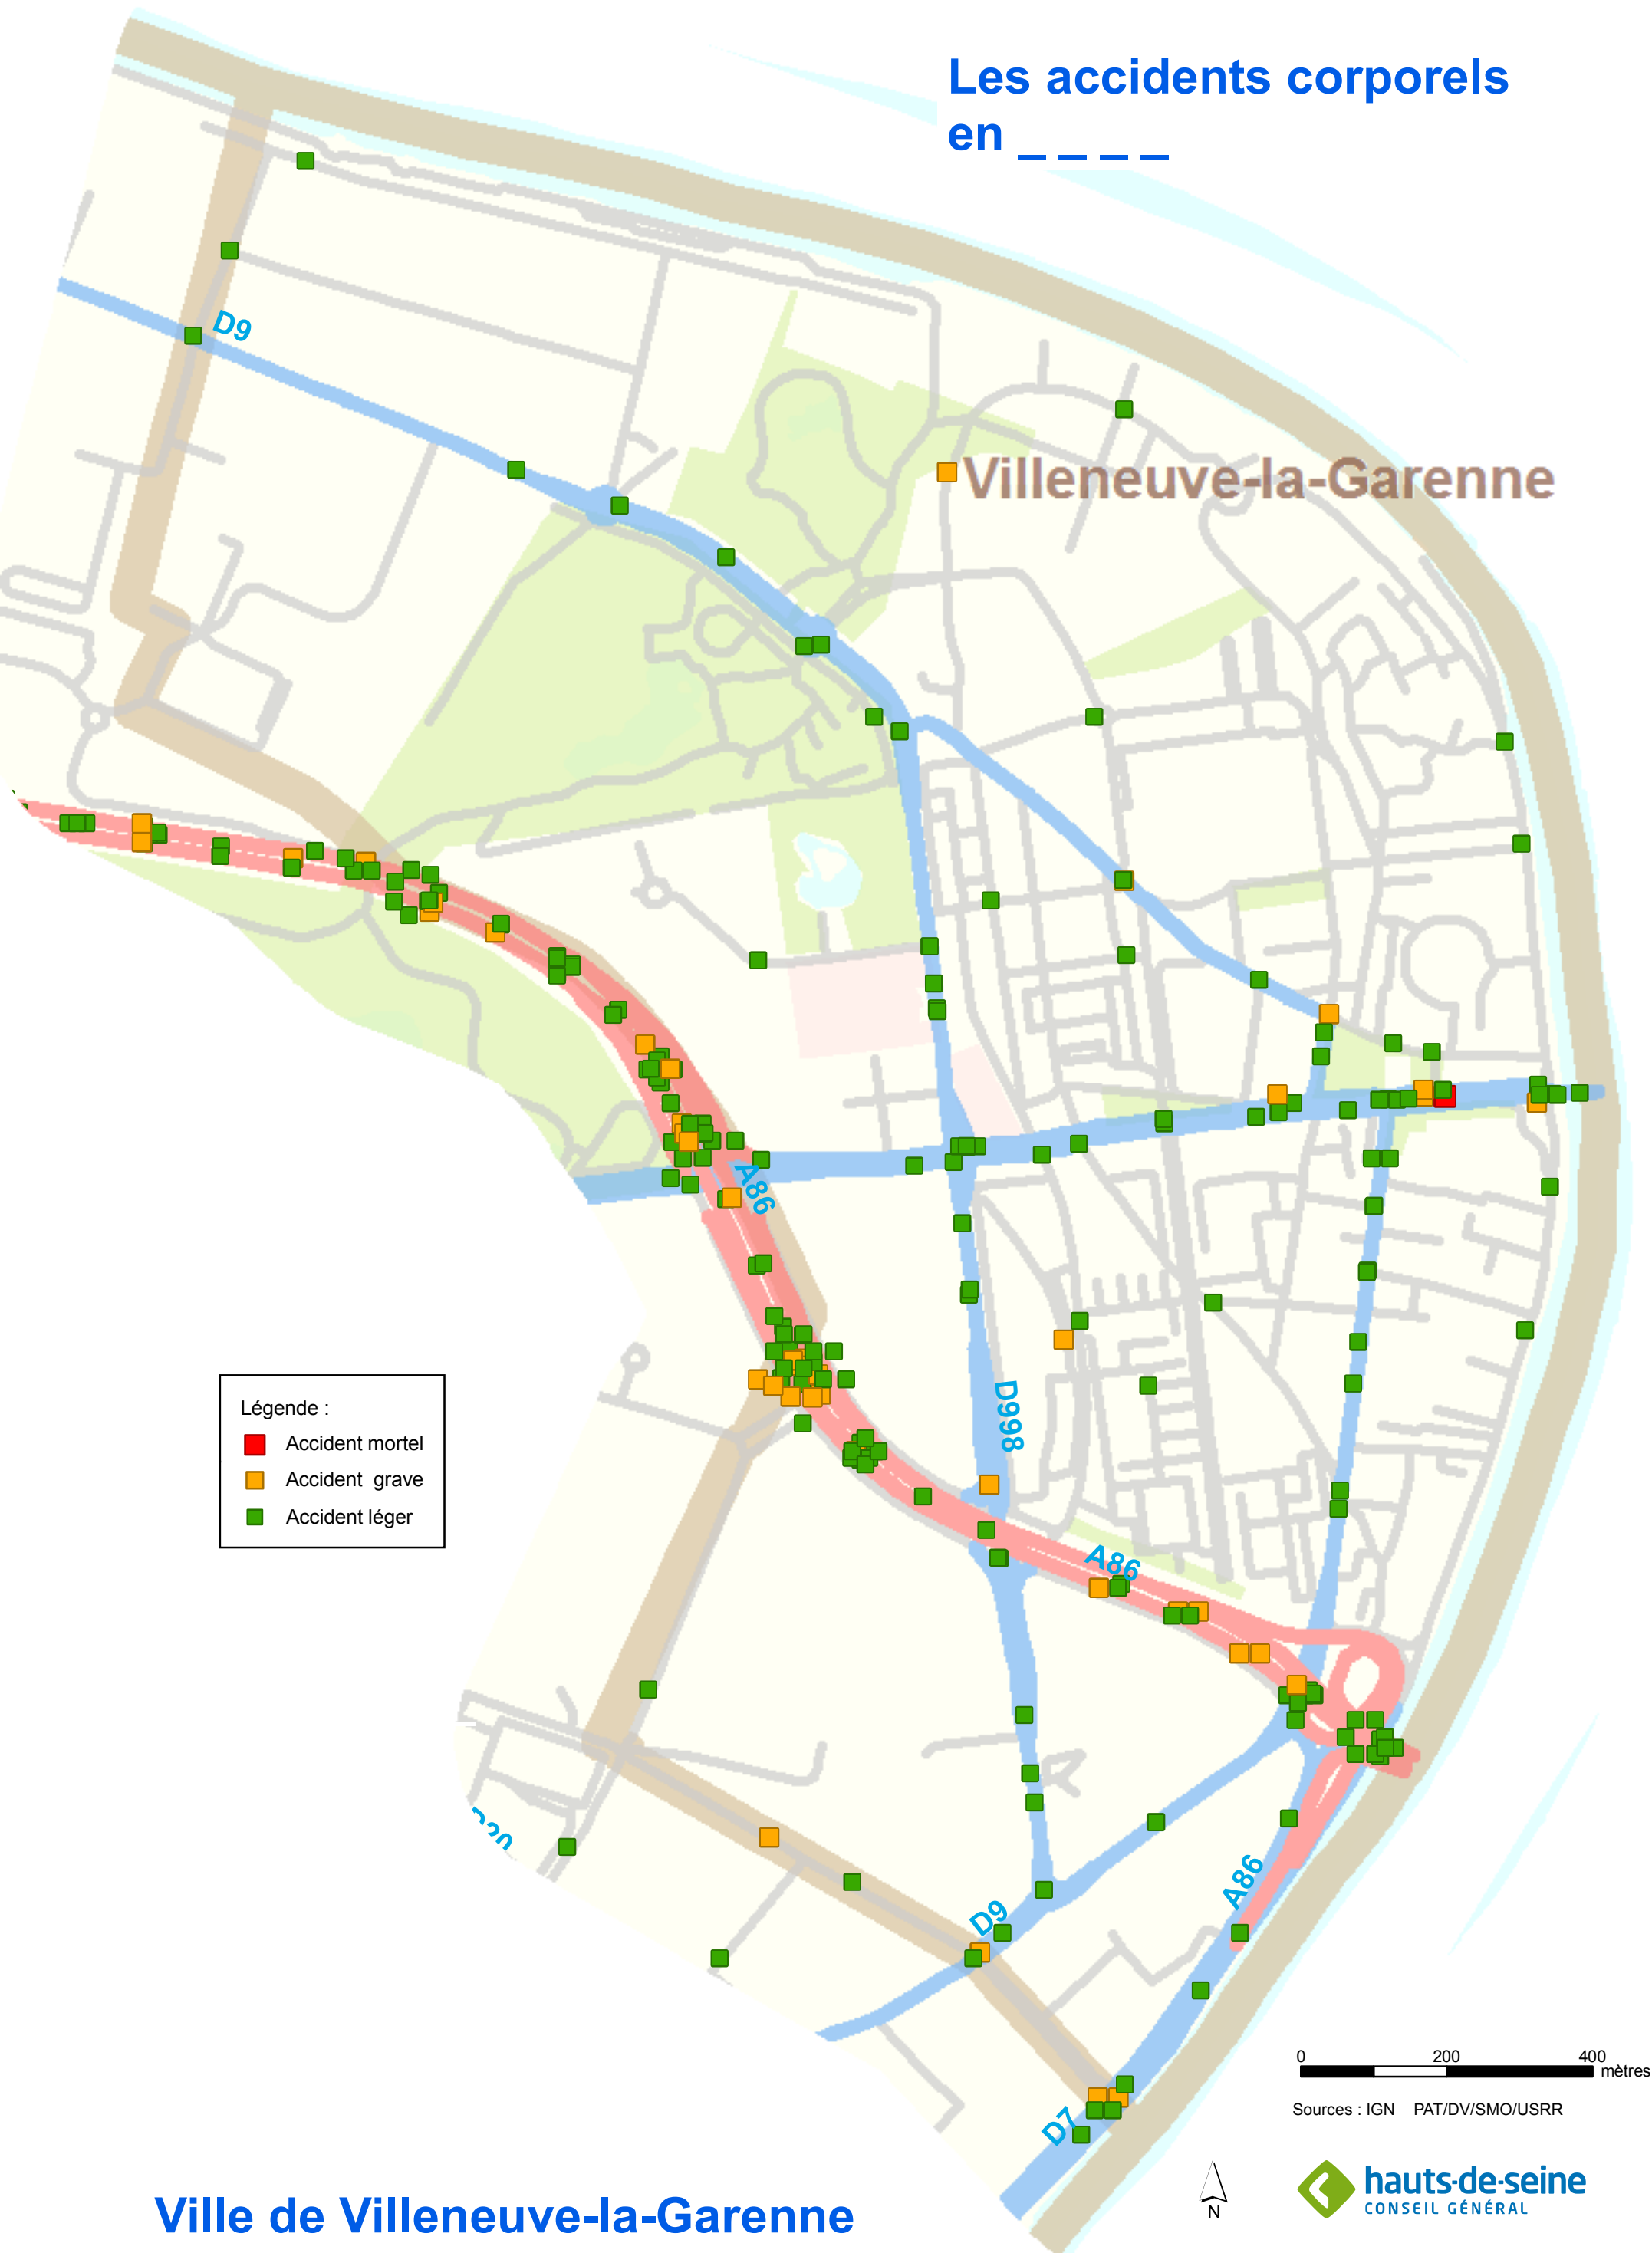 Les accidents corporels
en _ _ _ _
D9
Villeneuve-la-Garenne
A86
D998
Légende :
Accident mortel
Accident grave
Accident léger
A86
A86
D9
D7
0 200 400
mètres
Sources : IGN PAT/DV/SMO/USRR
N
hauts-de-seine
CONSEIL GÉNÉRAL
Ville de Villeneuve-la-Garenne